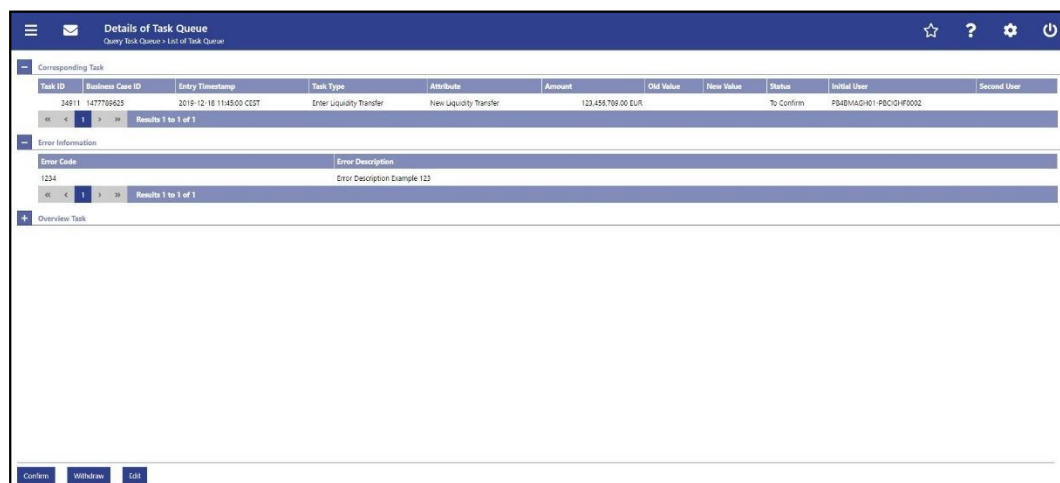 Details of Task Queue
Query Task Queue > List of Task Queue
Corresponding Task
Task ID Business Case ID Entry Timestamp Task Type Attribute Amount Old Value New Value Status Initial User Second User
34911 1477789625 2019-12-18 11:45:00 CEST Enter Liquidity Transfer New Liquidity Transfer 123,456,789.00 EUR To Confirm
1 Results 1 to 1 of 1
Error Information
Error Code Error Description
1234 Error Description Example 123
1 Results 1 to 1 of 1
Overview Task
Confirm Withdraw Edit